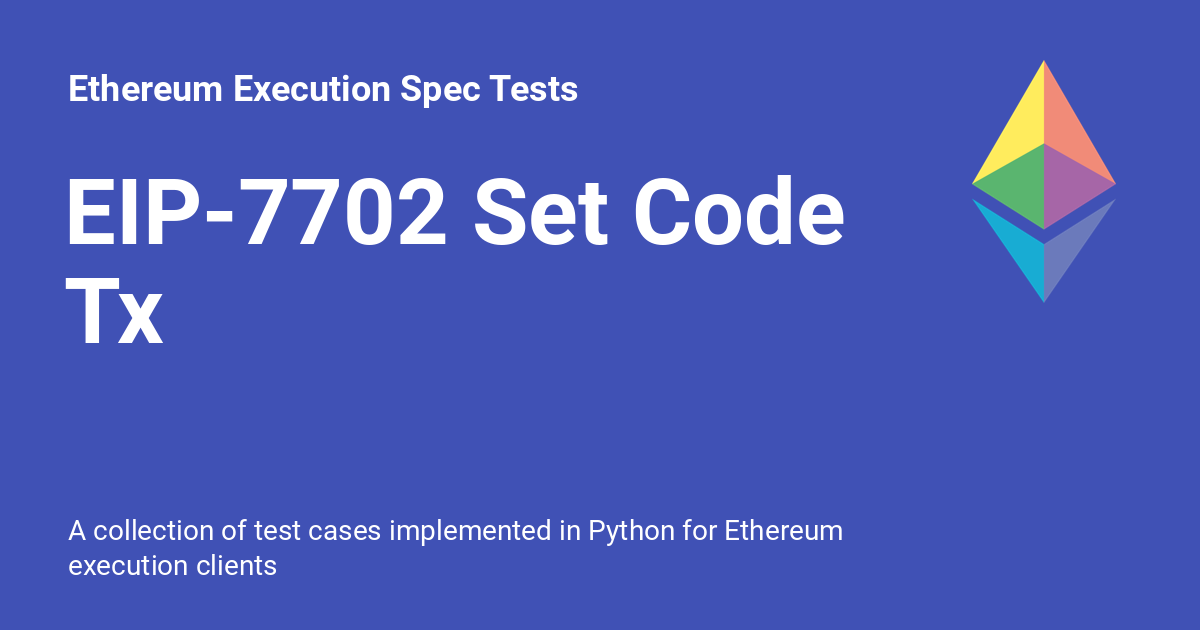 Ethereum Execution Spec Tests
EIP-7702 Set Code
Tx
A collection of test cases implemented in Python for Ethereum
execution clients